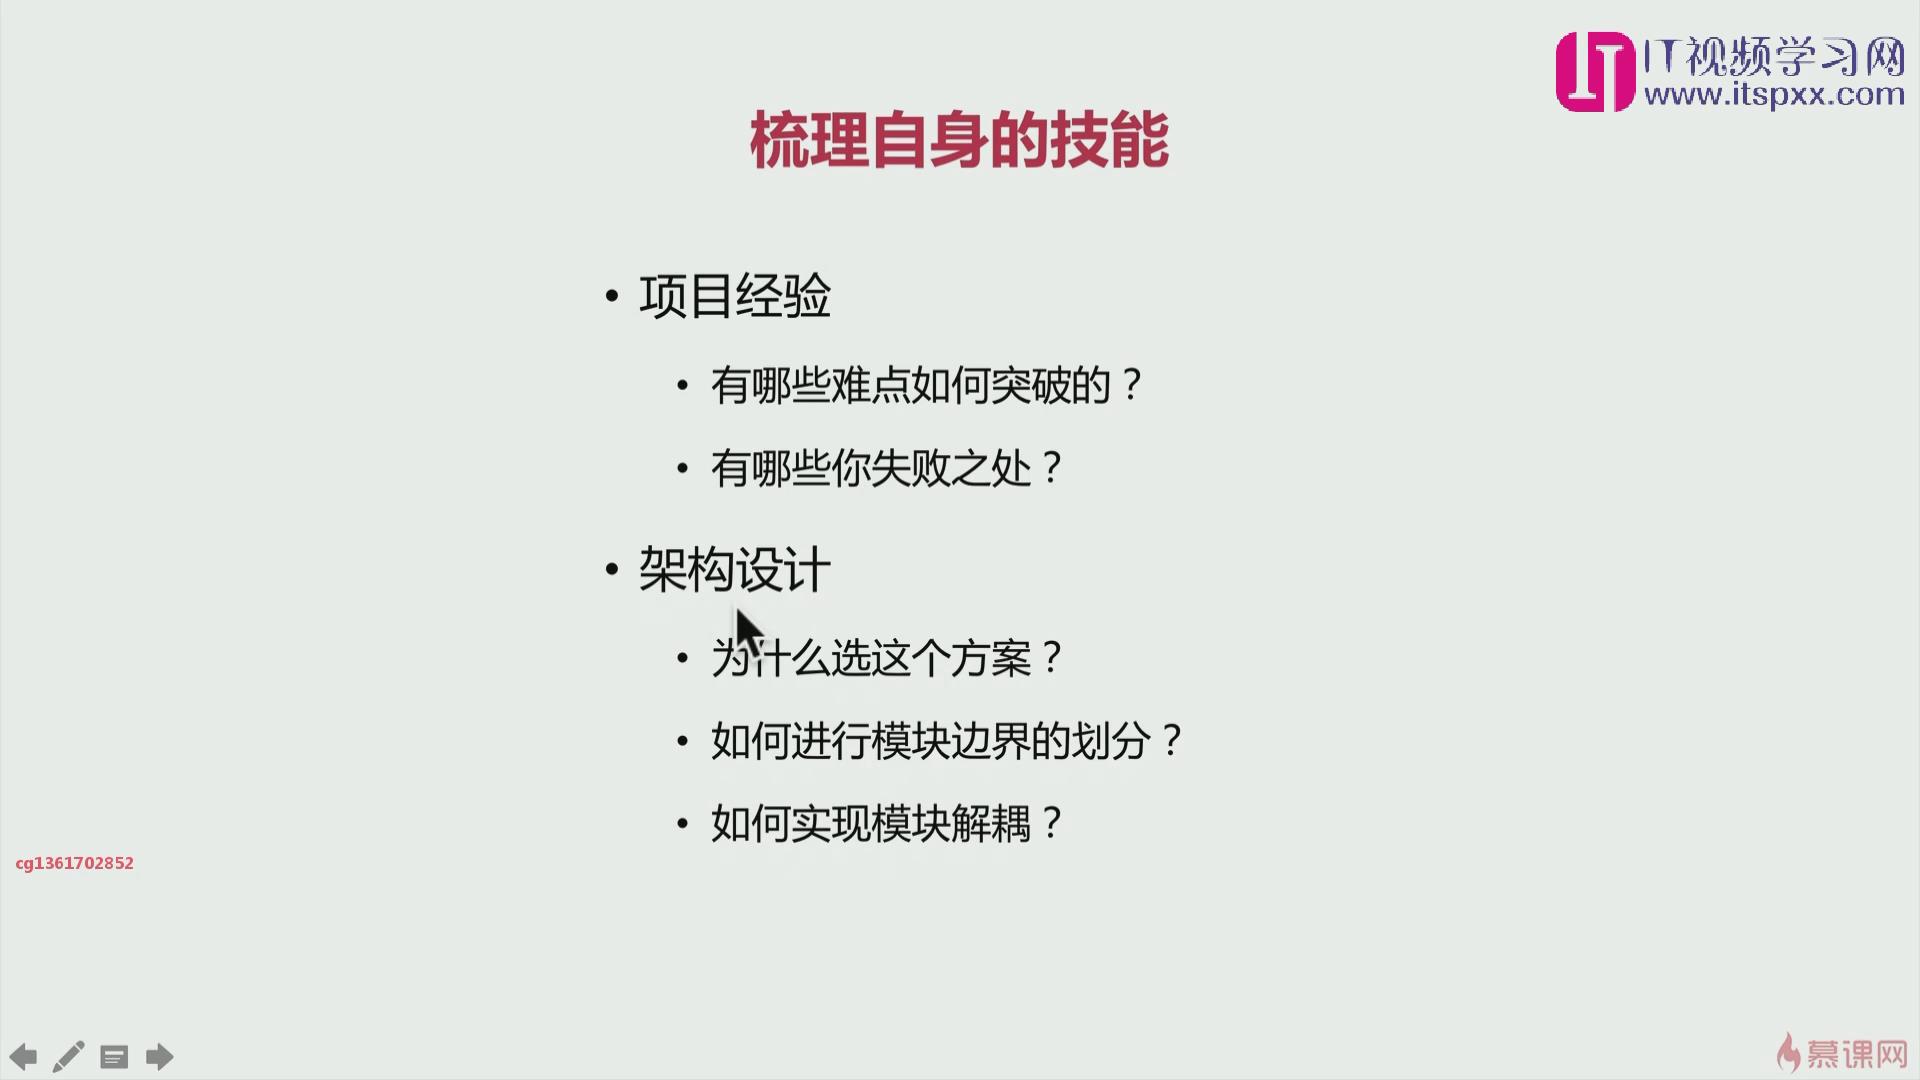 IT视频学习网
www.itspxx.com
梳理自身的技能
• 项目经验
• 有哪些难点如何突破的？
• 有哪些你失败之处？
• 架构设计
• 为什么选这个方案？
• 如何进行模块边界的划分？
• 如何实现模块解耦？
cg1361702852
慕课网